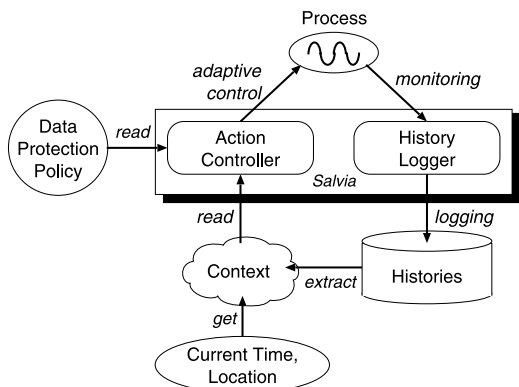 Process
adaptive
control
monitoring
Data
Protection
Policy
read
Action
Controller
History
Logger
Salvia
read
logging
Context
extract
Histories
get
Current Time,
Location